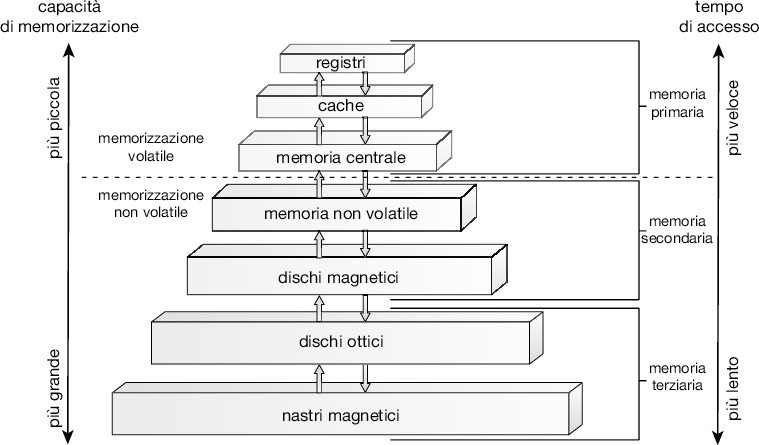 capacità
di memorizzazione
tempo
di accesso
più piccola
più grande
registri
cache
memorizzazione
volatile
memoria centrale
memorizzazione
non volatile
memoria non volatile
dischi magnetici
dischi ottici
nastri magnetici
memoria
primaria
memoria
secondaria
memoria
terziaria
più veloce
più lento